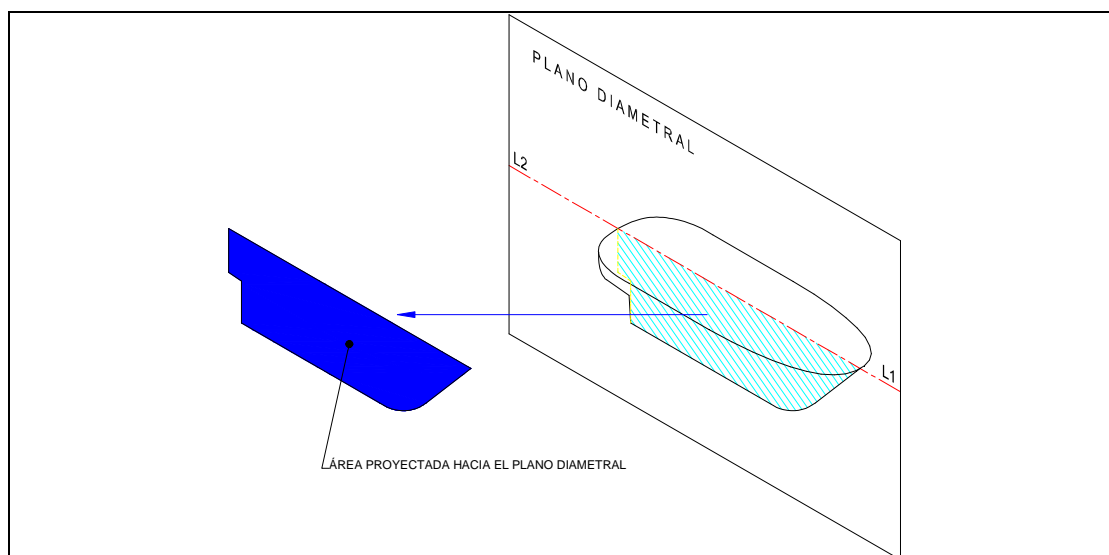 PLANO DIAMETRAL
L2
L1
ÁREA PROYECTADA HACIA EL PLANO DIAMETRAL